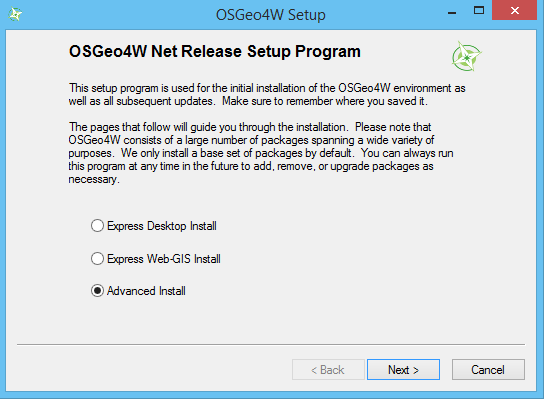 OSGeo4W Setup
OSGeo4W Net Release Setup Program
This setup program is used for the initial installation of the OSGeo4W environment as
well as all subsequent updates. Make sure to remember where you saved it.
The pages that follow will guide you through the installation. Please note that
OSGeo4W consists of a large number of packages spanning a wide variety of
purposes. We only install a base set of packages by default. You can always run
this program at any time in the future to add, remove, or upgrade packages as
necessary.
Express Desktop Install
Express Web-GIS Install
Advanced Install
< Back
Next >
Cancel